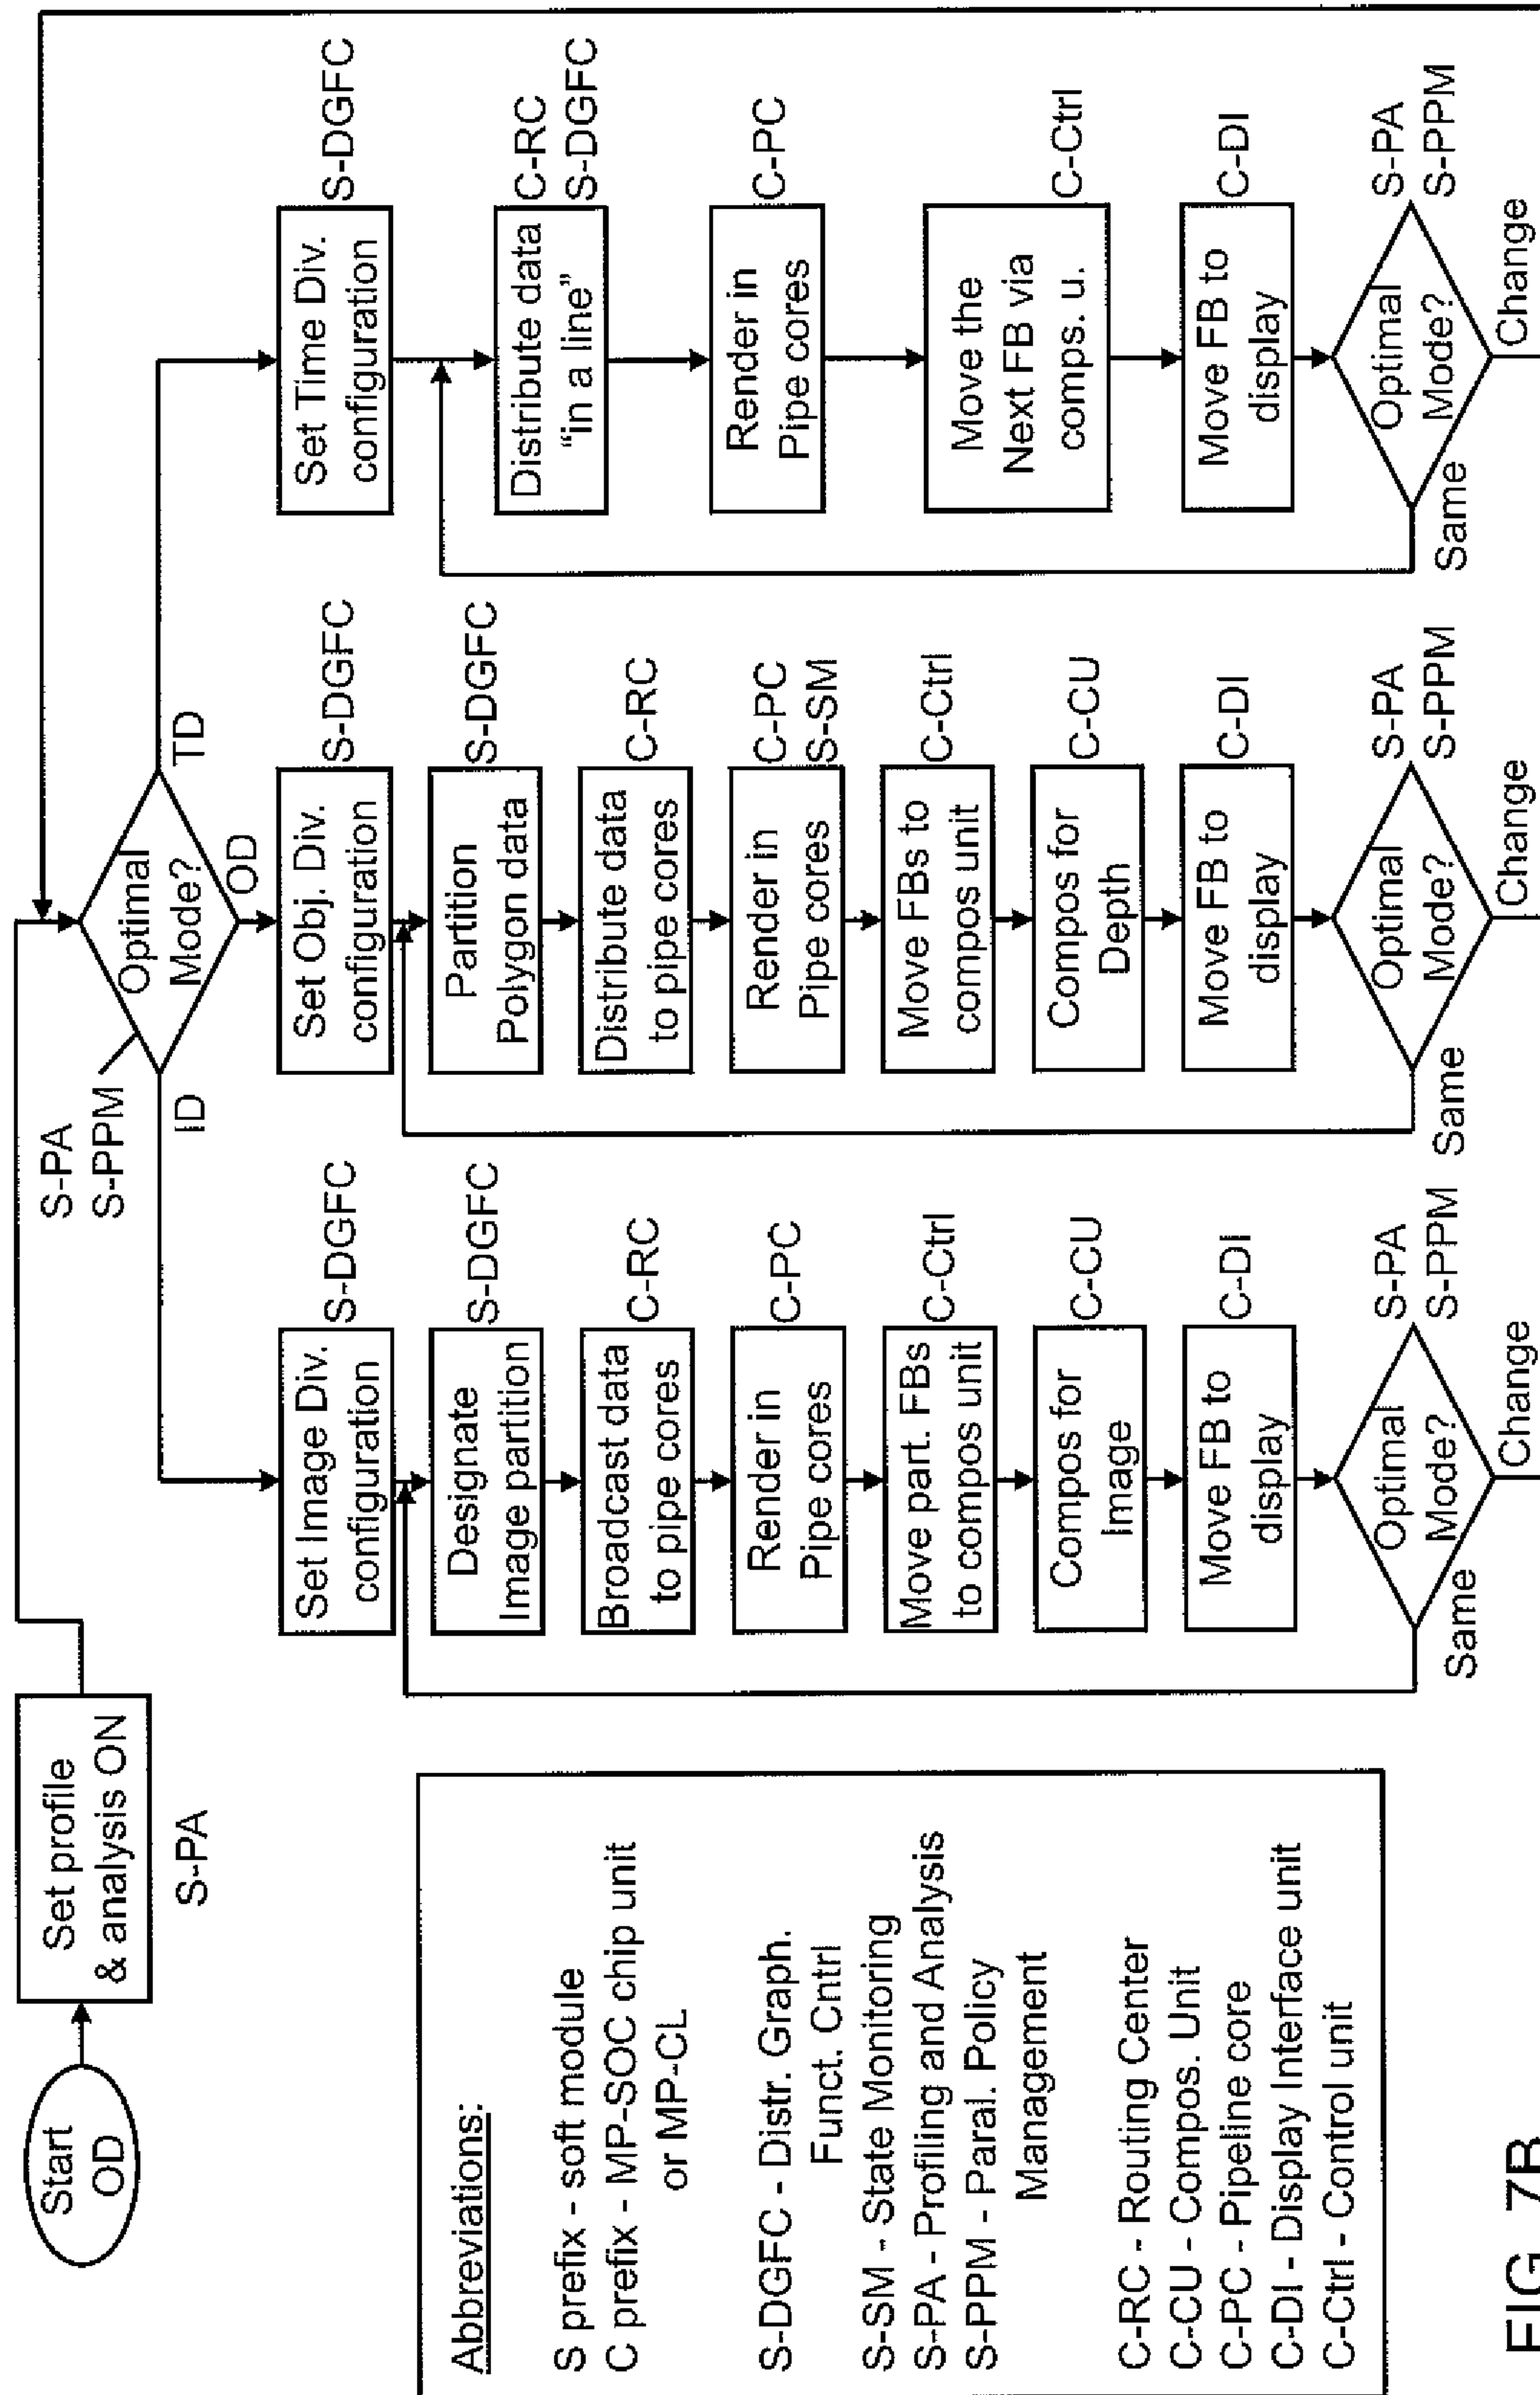 Start
OD
Set profile
& analysis ON
S-PA
S-PA
S-PPM
Optimal
Mode?
ID
OD
TD
Set Image Div.
configuration
S-DGFC
Designate
Image partition
S-DGFC
Broadcast data
to pipe cores
C-RC
Render in
Pipe cores
C-PC
Move part. FBs
to compos unit
C-Ctrl
Compos for
Image
C-CU
Move FB to
display
C-DI
Optimal
Mode?
S-PA
S-PPM
Same
Change
Set Obj. Div.
configuration
S-DGFC
Partition
Polygon data
S-DGFC
Distribute data
to pipe cores
C-RC
Render in
Pipe cores
C-PC
S-SM
Move FBs to
compos unit
C-Ctrl
Compos for
Depth
C-CU
Move FB to
display
C-DI
Optimal
Mode?
S-PA
S-PPM
Same
Change
Set Time Div.
configuration
S-DGFC
Distribute data
“in a line”
C-RC
S-DGFC
Render in
Pipe cores
C-PC
Move the
Next FB via
comps. u.
C-Ctrl
Move FB to
display
C-DI
Optimal
Mode?
S-PA
S-PPM
Same
Change
Abbreviations:
S prefix - soft module
C prefix - MP-SOC chip unit
or MP-CL
S-DGFC - Distr. Graph.
Funct. Cntrl
S-SM - State Monitoring
S-PA - Profiling and Analysis
S-PPM - Paral. Policy
Management
C-RC - Routing Center
C-CU - Compos. Unit
C-PC - Pipeline core
C-DI - Display Interface unit
C-Ctrl - Control unit
FIG. 7B